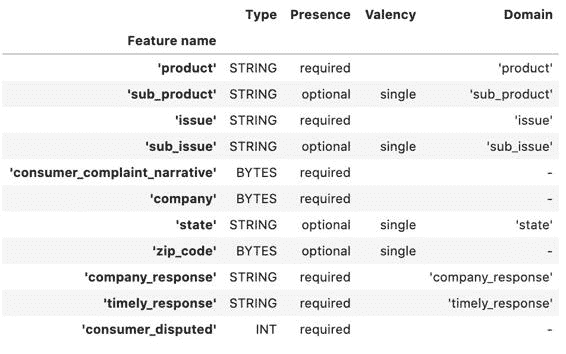 Type Presence Valency Domain
Feature name
'product' STRING required 'product'
'sub_product' STRING optional single 'sub_product'
'issue' STRING required 'issue'
'sub_issue' STRING optional single 'sub_issue'
'consumer_complaint_narrative' BYTES required -
'company' BYTES required -
'state' STRING optional single 'state'
'zip_code' BYTES optional single -
'company_response' STRING required 'company_response'
'timely_response' STRING required 'timely_response'
'consumer_disputed' INT required -